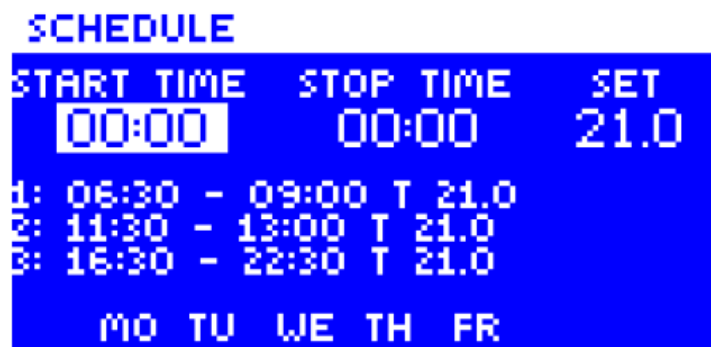 SCHEDULE
START TIME STOP TIME SET
00:00 00:00 21.0
1: 06:30 - 09:00 T 21.0
2: 11:30 - 13:00 T 21.0
3: 16:30 - 22:30 T 21.0
MO TU WE TH FR